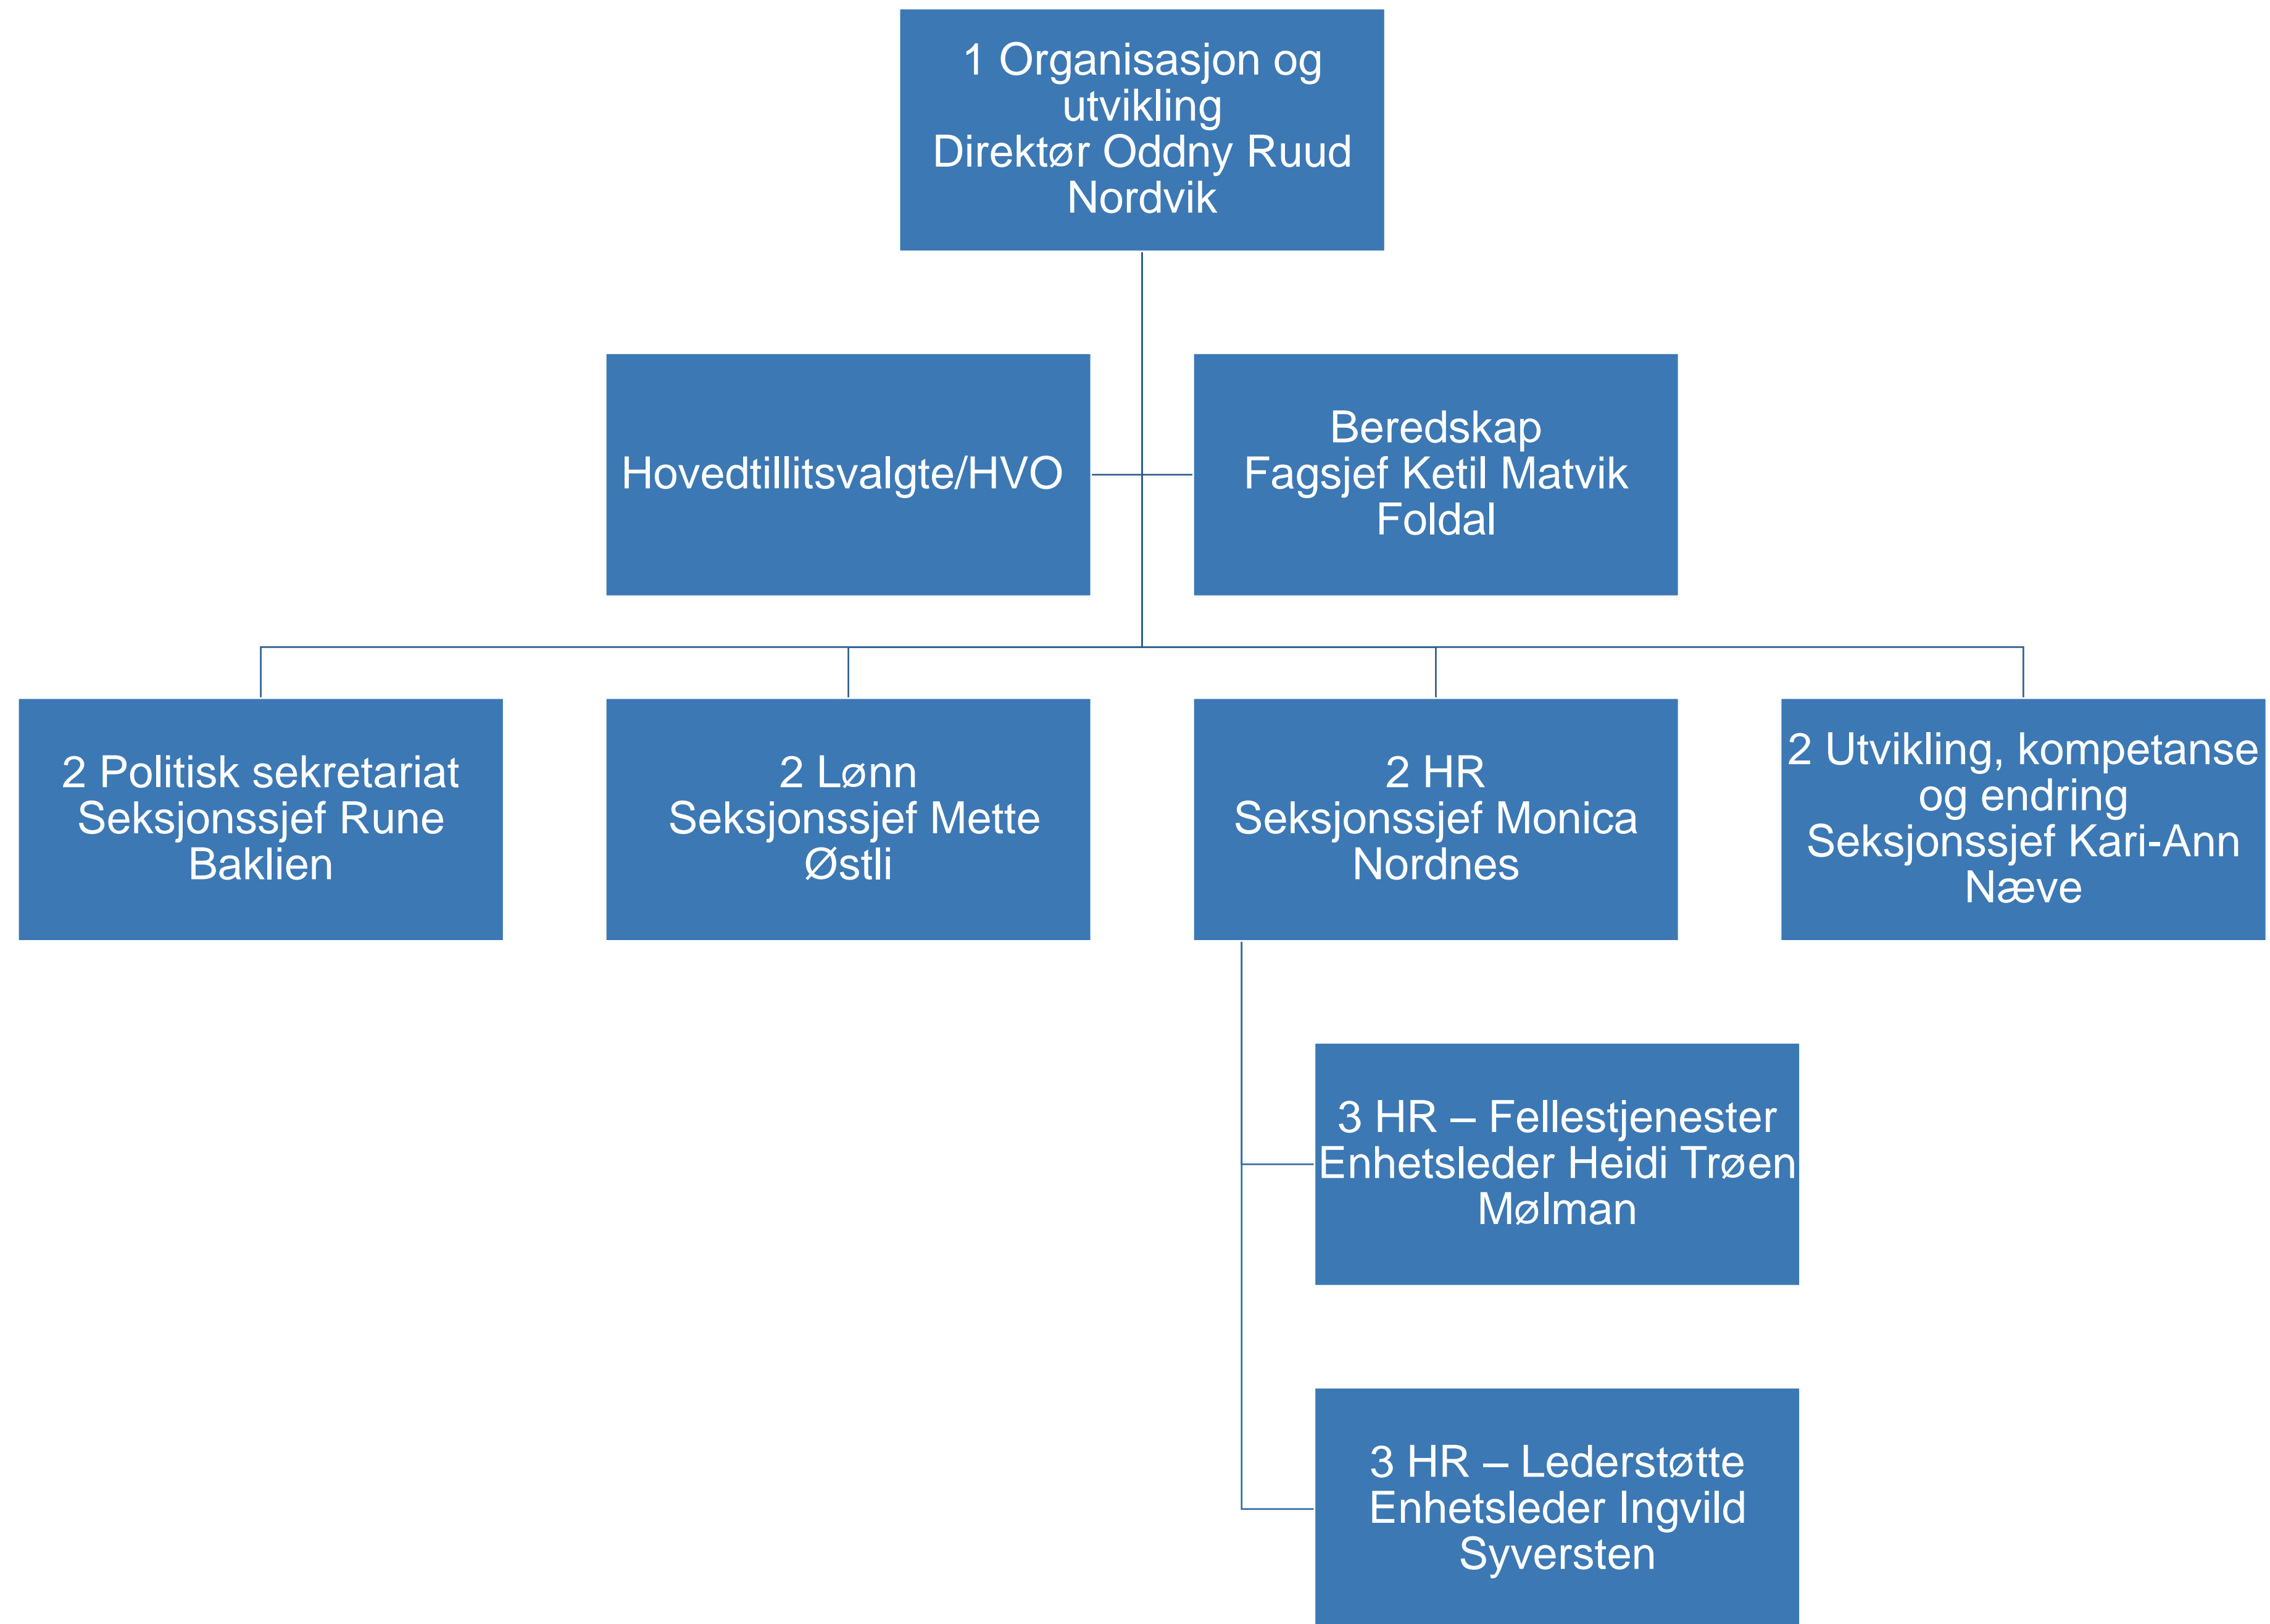 1 Organisasjon og
utvikling
Direktør Oddny Ruud
Nordvik
Hovedtillitsvalgte/HVO
Beredskap
Fagsjef Ketil Matvik
Foldal
2 Politisk sekretariat
Seksjonssjef Rune
Baklien
2 Lønn
Seksjonssjef Mette
Østli
2 HR
Seksjonssjef Monica
Nordnes
2 Utvikling, kompetanse
og endring
Seksjonssjef Kari-Ann
Næve
3 HR – Fellestjenester
Enhetsleder Heidi Trøen
Mølman
3 HR – Lederstøtte
Enhetsleder Ingvild
Syversten